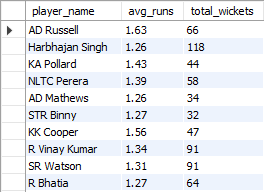 player_name avg_runs total_wickets
AD Russell 1.63 66
Harbhajan Singh 1.26 118
KA Pollard 1.43 44
NLTC Perera 1.39 58
AD Mathews 1.26 34
STR Binny 1.27 32
KK Cooper 1.56 47
R Vinay Kumar 1.34 91
SR Watson 1.31 91
R Bhatia 1.27 64